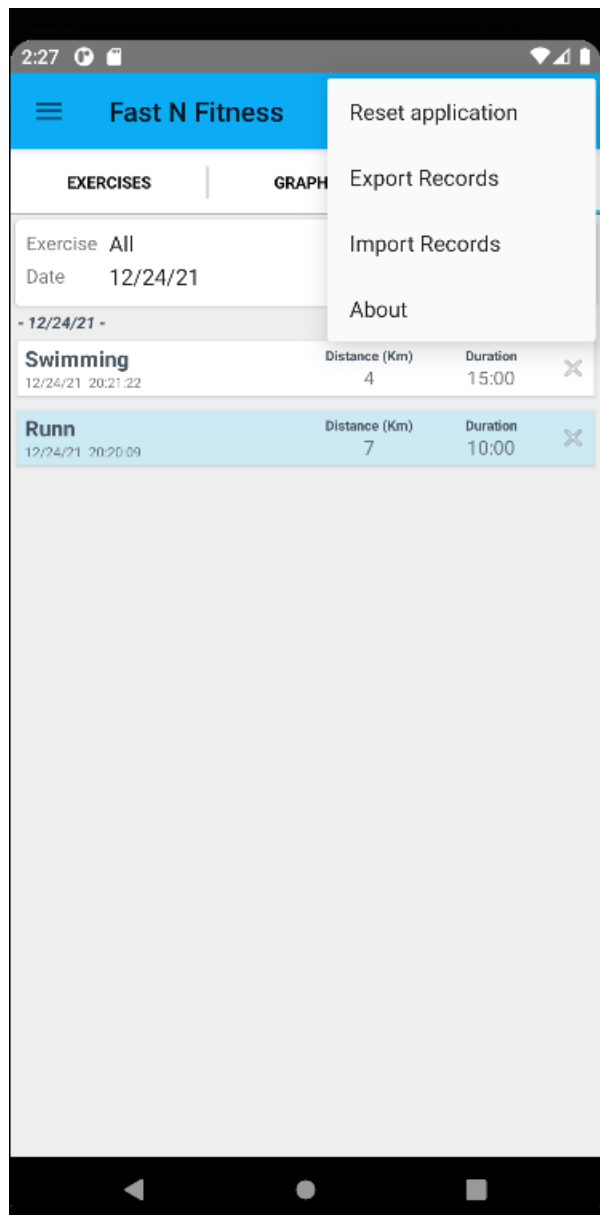 2:27
Fast N Fitness
Reset application
Export Records
Import Records
About
EXERCISES
GRAPH
Exercise All
Date 12/24/21
- 12/24/21 -
Swimming Distance (Km) Duration
12/24/21 20:21:22 4 15:00
Runn Distance (Km) Duration
12/24/21 20:20:09 7 10:00